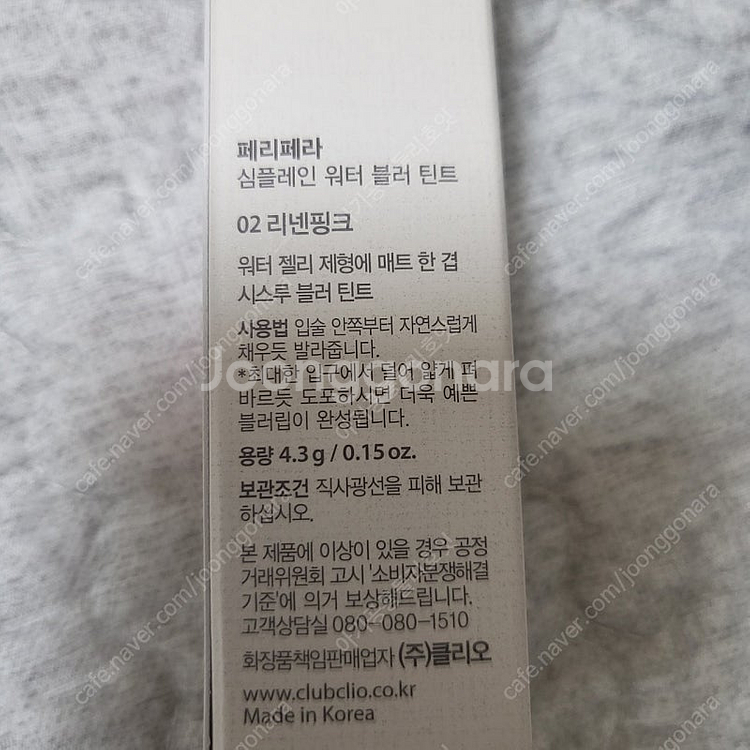 페리페라
심플레인 워터 블러 틴트
02 리넨핑크
워터 젤리 제형에 매트 한 겹
시스루 블러 틴트
사용법 입술 안쪽부터 자연스럽게
채우듯 발라줍니다.
*최대한 입구에서 덜어 얇게 펴
바르듯 도포하시면 더욱 예쁜
블러립이 완성됩니다.
Joonggonara
용량 4.3 g / 0.15 oz.
보관조건 직사광선을 피해 보관
하십시오.
본 제품에 이상이 있을 경우 공정
거래위원회 고시 '소비자분쟁해결
기준'에 의거 보상해드립니다.
고객상담실 080-080-1510
화장품책임판매업자 (주)클리오
www.clubclio.co.kr
Made in Korea
cafe.naver.com/joonggonara